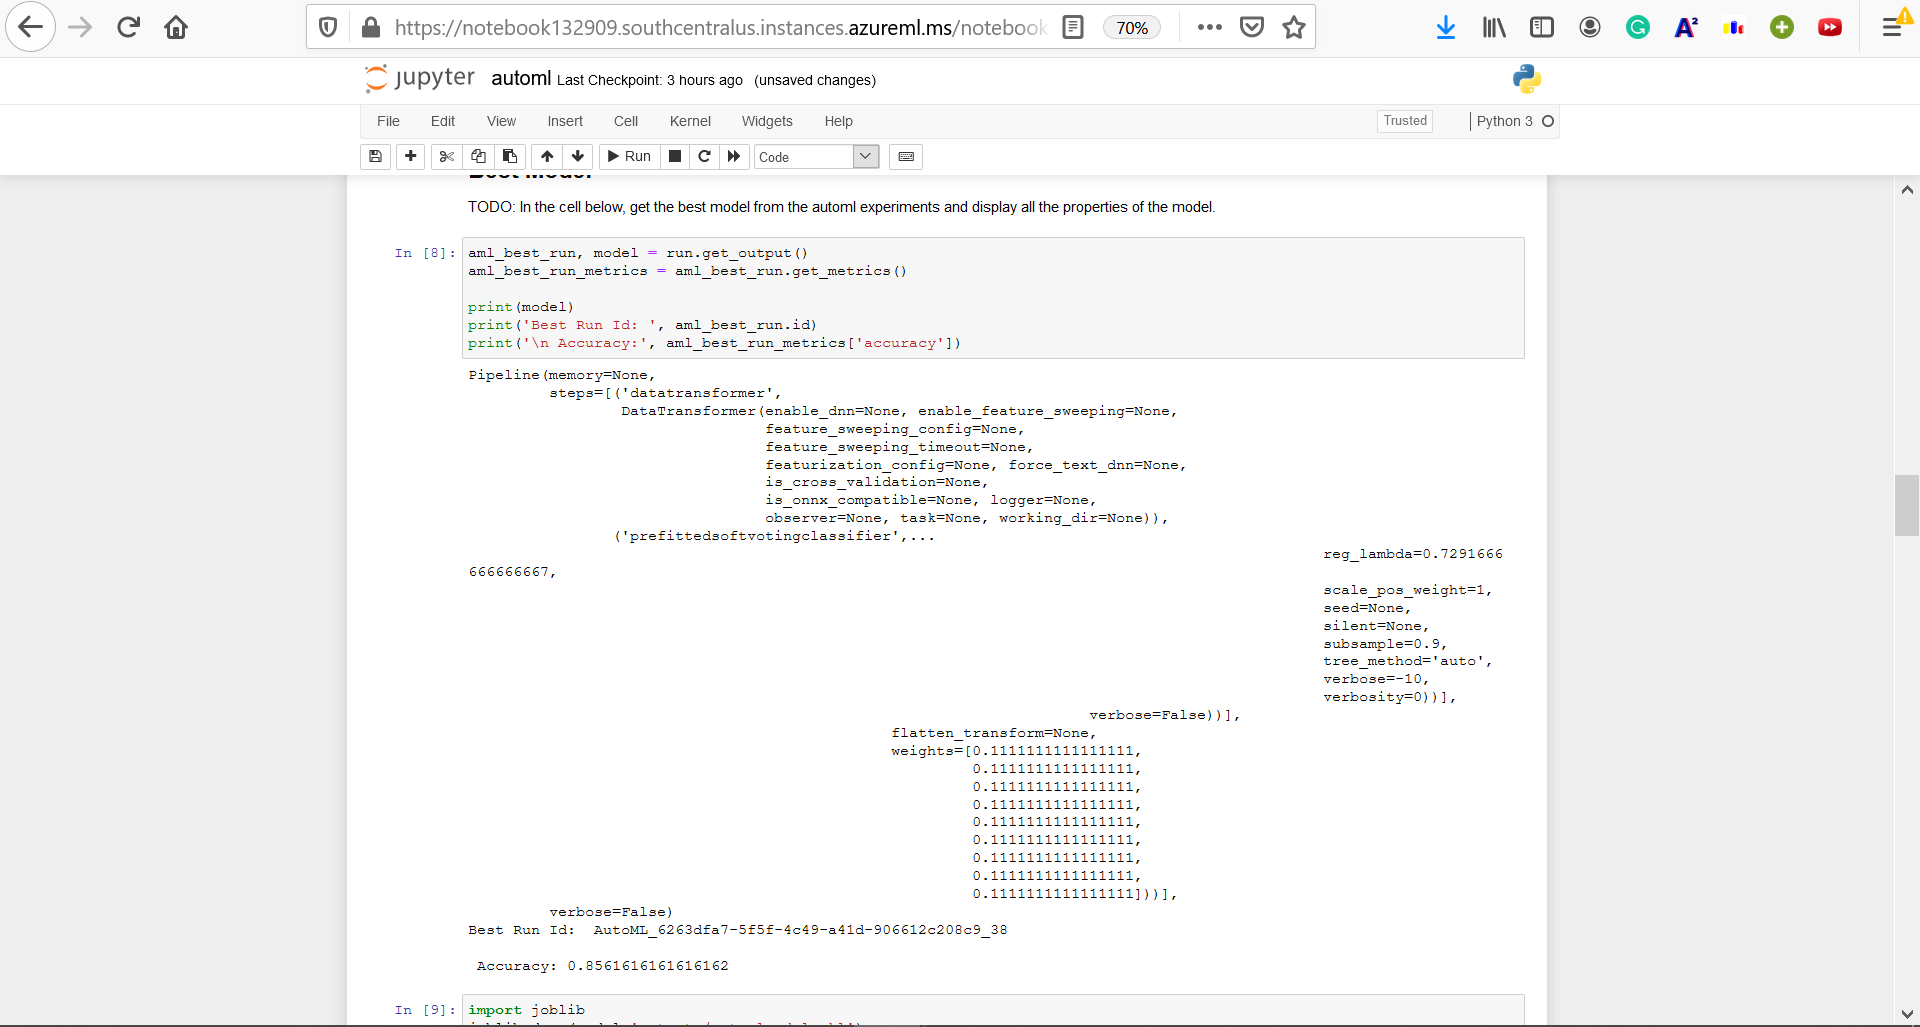 https://notebook132909.southcentralus.instances.azureml.ms/notebook
70%
jupyter automl Last Checkpoint: 3 hours ago (unsaved changes)
File Edit View Insert Cell Kernel Widgets Help Trusted Python 3
Run Code
Best Model
TODO: In the cell below, get the best model from the automl experiments and display all the properties of the model.
In [8]: aml_best_run, model = run.get_output()
aml_best_run_metrics = aml_best_run.get_metrics()
print(model)
print('Best Run Id: ', aml_best_run.id)
print('\n Accuracy:', aml_best_run_metrics['accuracy'])
Pipeline(memory=None,
steps=[('datatransformer',
DataTransformer(enable_dnn=None, enable_feature_sweeping=None,
feature_sweeping_config=None,
feature_sweeping_timeout=None,
featurization_config=None, force_text_dnn=None,
is_cross_validation=None,
is_onnx_compatible=None, logger=None,
observer=None, task=None, working_dir=None)),
('prefittedsoftvotingclassifier',...
reg_lambda=0.7291666
666666667,
scale_pos_weight=1,
seed=None,
silent=None,
subsample=0.9,
tree_method='auto',
verbose=-10,
verbosity=0))],
verbose=False))],
flatten_transform=None,
weights=[0.1111111111111111,
0.1111111111111111,
0.1111111111111111,
0.1111111111111111,
0.1111111111111111,
0.1111111111111111,
0.1111111111111111,
0.1111111111111111,
0.1111111111111111]))],
verbose=False)
Best Run Id:  AutoML_6263dfa7-5f5f-4c49-a41d-906612c208c9_38
Accuracy: 0.8561616161616162
In [9]: import joblib